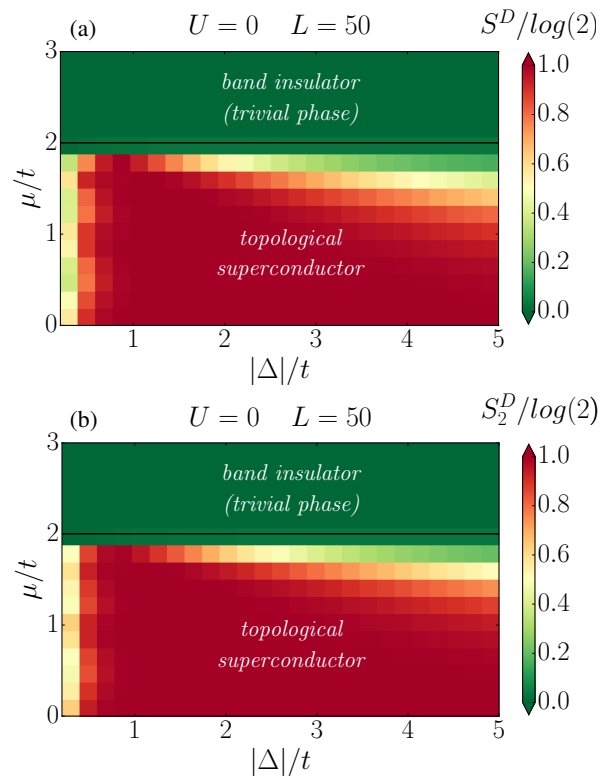 (a) U = 0 L = 50 S^D/log(2)
3
2
1
0
μ/t
band insulator
(trivial phase)
topological
superconductor
1 2 3 4 5
|Δ|/t
1.0
0.8
0.6
0.4
0.2
0.0
(b) U = 0 L = 50 S_2^D/log(2)
3
2
1
0
μ/t
band insulator
(trivial phase)
topological
superconductor
1 2 3 4 5
|Δ|/t
1.0
0.8
0.6
0.4
0.2
0.0